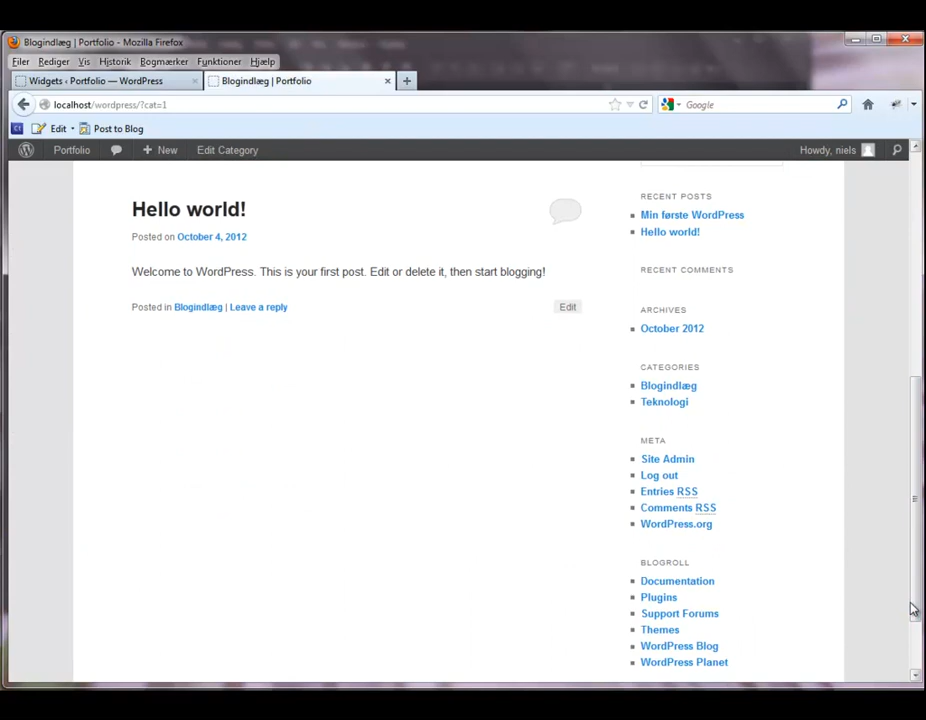 Blogindlæg | Portfolio - Mozilla Firefox
Filer Rediger Vis Historik Bogmærker Funktioner Hjælp
Widgets ‹ Portfolio — WordPress × Blogindlæg | Portfolio × +
localhost/wordpress/?cat=1 Google
Edit Post to Blog
Portfolio + New Edit Category Howdy, niels
Hello world!
Posted on October 4, 2012
Welcome to WordPress. This is your first post. Edit or delete it, then start blogging!
Posted in Blogindlæg | Leave a reply Edit
RECENT POSTS
Min første WordPress
Hello world!
RECENT COMMENTS
ARCHIVES
October 2012
CATEGORIES
Blogindlæg
Teknologi
META
Site Admin
Log out
Entries RSS
Comments RSS
WordPress.org
BLOGROLL
Documentation
Plugins
Support Forums
Themes
WordPress Blog
WordPress Planet